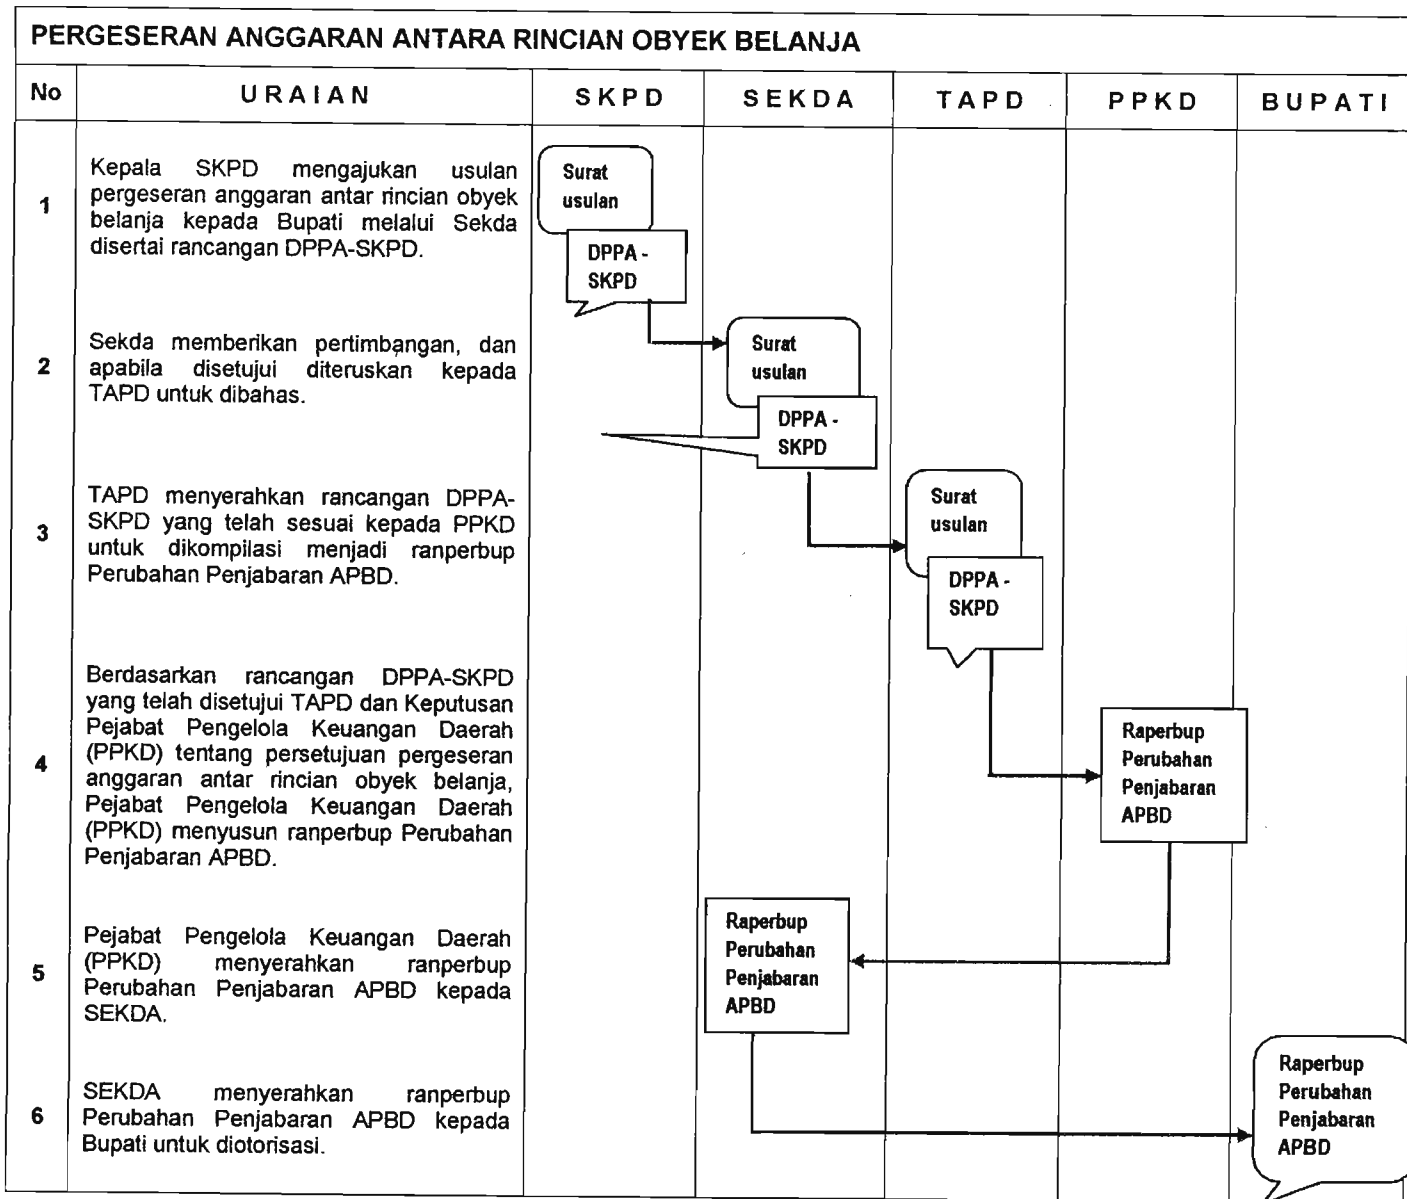 PERGESERAN ANGGARAN ANTARA RINCIAN OBYEK BELANJA
No URAIAN SKPD SEKDA TAPD PPKD BUPATI
1
Kepala SKPD mengajukan usulan
pergeseran anggaran antar rincian obyek
belanja kepada Bupati melalui Sekda
disertai rancangan DPPA-SKPD.
Surat
usulan
DPPA -
SKPD
2
Sekda memberikan pertimbangan, dan
apabila disetujui diteruskan kepada
TAPD untuk dibahas.
Surat
usulan
DPPA -
SKPD
3
TAPD menyerahkan rancangan DPPA-
SKPD yang telah sesuai kepada PPKD
untuk dikompilasi menjadi ranperbup
Perubahan Penjabaran APBD.
Surat
usulan
DPPA -
SKPD
4
Berdasarkan rancangan DPPA-SKPD
yang telah disetujui TAPD dan Keputusan
Pejabat Pengelola Keuangan Daerah
(PPKD) tentang persetujuan pergeseran
anggaran antar rincian obyek belanja,
Pejabat Pengelola Keuangan Daerah
(PPKD) menyusun ranperbup Perubahan
Penjabaran APBD.
Raperbup
Perubahan
Penjabaran
APBD
5
Pejabat Pengelola Keuangan Daerah
(PPKD) menyerahkan ranperbup
Perubahan Penjabaran APBD kepada
SEKDA.
Raperbup
Perubahan
Penjabaran
APBD
6
SEKDA menyerahkan ranperbup
Perubahan Penjabaran APBD kepada
Bupati untuk diotorisasi.
Raperbup
Perubahan
Penjabaran
APBD